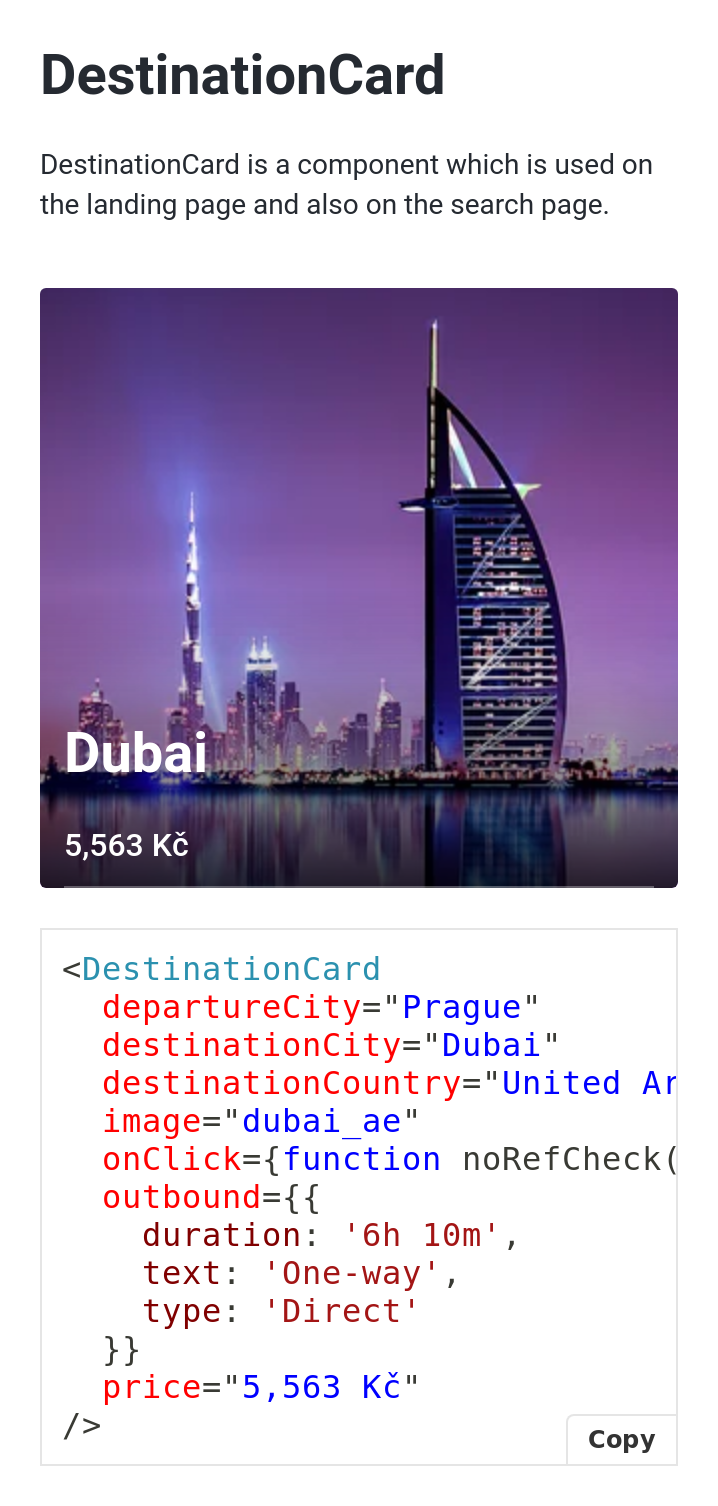 DestinationCard
DestinationCard is a component which is used on
the landing page and also on the search page.
Dubai
5,563 Kč
<DestinationCard
  departureCity="Prague"
  destinationCity="Dubai"
  destinationCountry="United Ar
  image="dubai_ae"
  onClick={function noRefCheck(
  outbound={{
    duration: '6h 10m',
    text: 'One-way',
    type: 'Direct'
  }}
  price="5,563 Kč"
/>
Copy